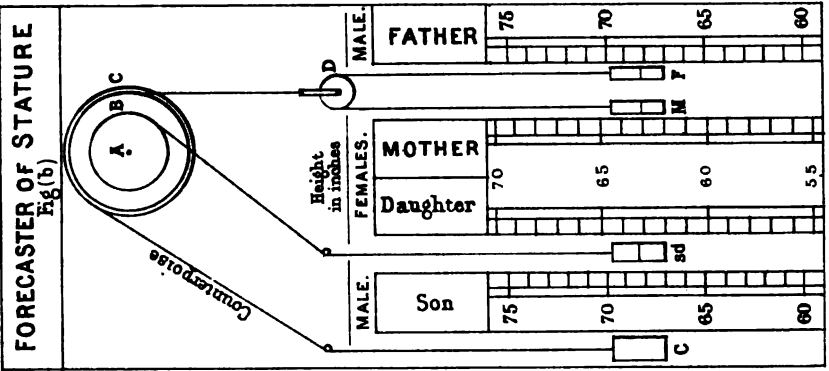 FORECASTER OF STATURE
Fig(b)
A
B
C
D
Counterpoise
Height
in inches
MALE.
FEMALES.
MALE.
FATHER
75
70
65
60
F
M
MOTHER
70
65
60
55
Daughter
sd
Son
75
70
65
60
C